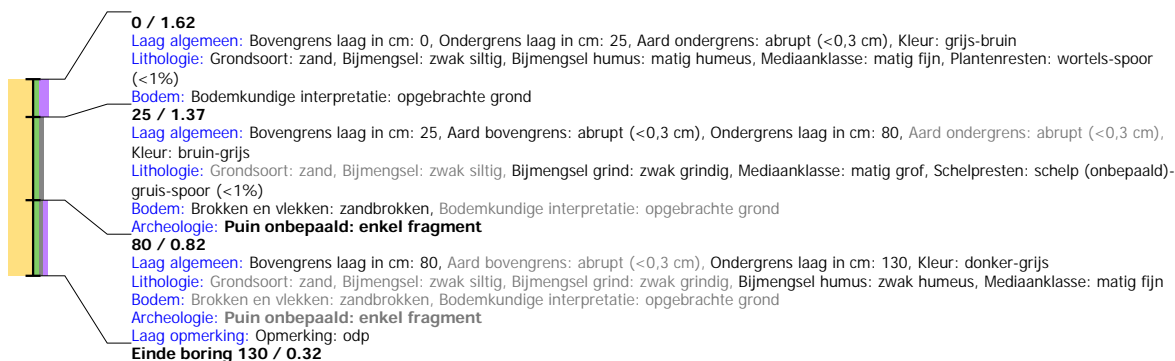 0 / 1.62
Laag algemeen: Bovengrens laag in cm: 0, Ondergrens laag in cm: 25, Aard ondergrens: abrupt (<0,3 cm), Kleur: grijs-bruin
Lithologie: Grondsoort: zand, Bijmengsel: zwak siltig, Bijmengsel humus: matig humeus, Mediaanklasse: matig fijn, Plantenresten: wortels-spoor
(<1%)
Bodem: Bodemkundige interpretatie: opgebrachte grond
25 / 1.37
Laag algemeen: Bovengrens laag in cm: 25, Aard bovengrens: abrupt (<0,3 cm), Ondergrens laag in cm: 80, Aard ondergrens: abrupt (<0,3 cm),
Kleur: bruin-grijs
Lithologie: Grondsoort: zand, Bijmengsel: zwak siltig, Bijmengsel grind: zwak grindig, Mediaanklasse: matig grof, Schelpresten: schelp (onbepaald)-
gruis-spoor (<1%)
Bodem: Brokken en vlekken: zandbrokken, Bodemkundige interpretatie: opgebrachte grond
Archeologie: Puin onbepaald: enkel fragment
80 / 0.82
Laag algemeen: Bovengrens laag in cm: 80, Aard bovengrens: abrupt (<0,3 cm), Ondergrens laag in cm: 130, Kleur: donker-grijs
Lithologie: Grondsoort: zand, Bijmengsel: zwak siltig, Bijmengsel grind: zwak grindig, Bijmengsel humus: zwak humeus, Mediaanklasse: matig fijn
Bodem: Brokken en vlekken: zandbrokken, Bodemkundige interpretatie: opgebrachte grond
Archeologie: Puin onbepaald: enkel fragment
Laag opmerking: Opmerking: odp
Einde boring 130 / 0.32